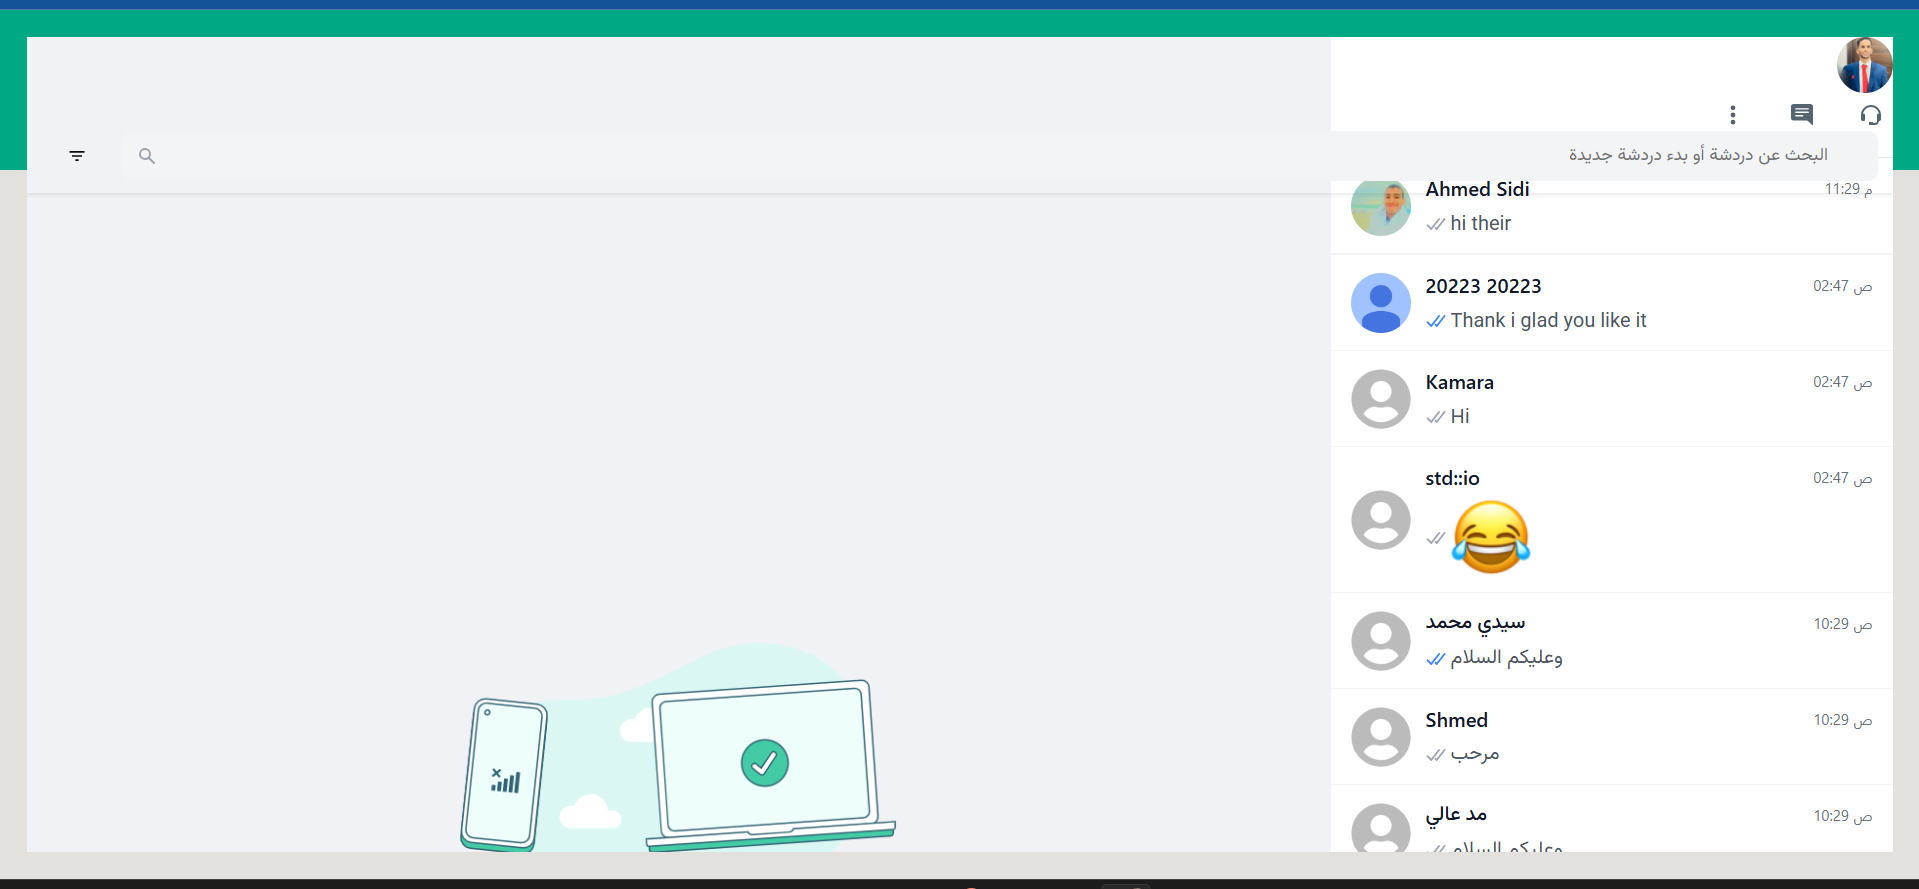 البحث عن دردشة أو بدء دردشة جديدة
Ahmed Sidi
11:29 م
hi their
20223 20223
02:47 ص
Thank i glad you like it
Kamara
02:47 ص
Hi
std::io
02:47 ص
😂
سيدي محمد
10:29 ص
وعليكم السلام
Shmed
10:29 ص
مرحب
مد عالي
10:29 ص
وعليكم السلام